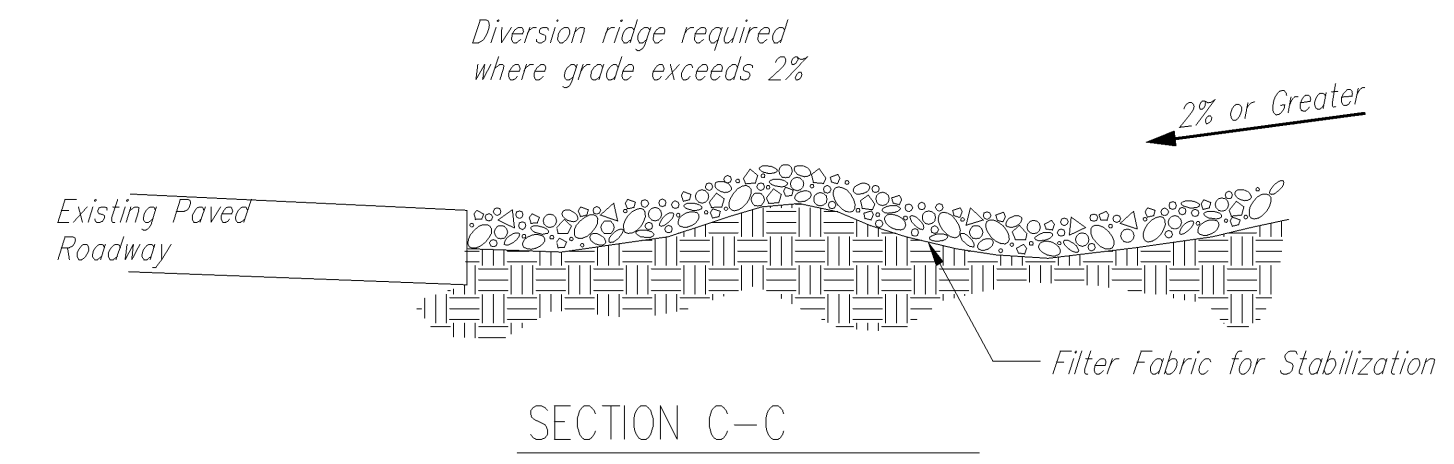 Diversion ridge required
where grade exceeds 2%
2% or Greater
Existing Paved
Roadway
Filter Fabric for Stabilization
SECTION C-C